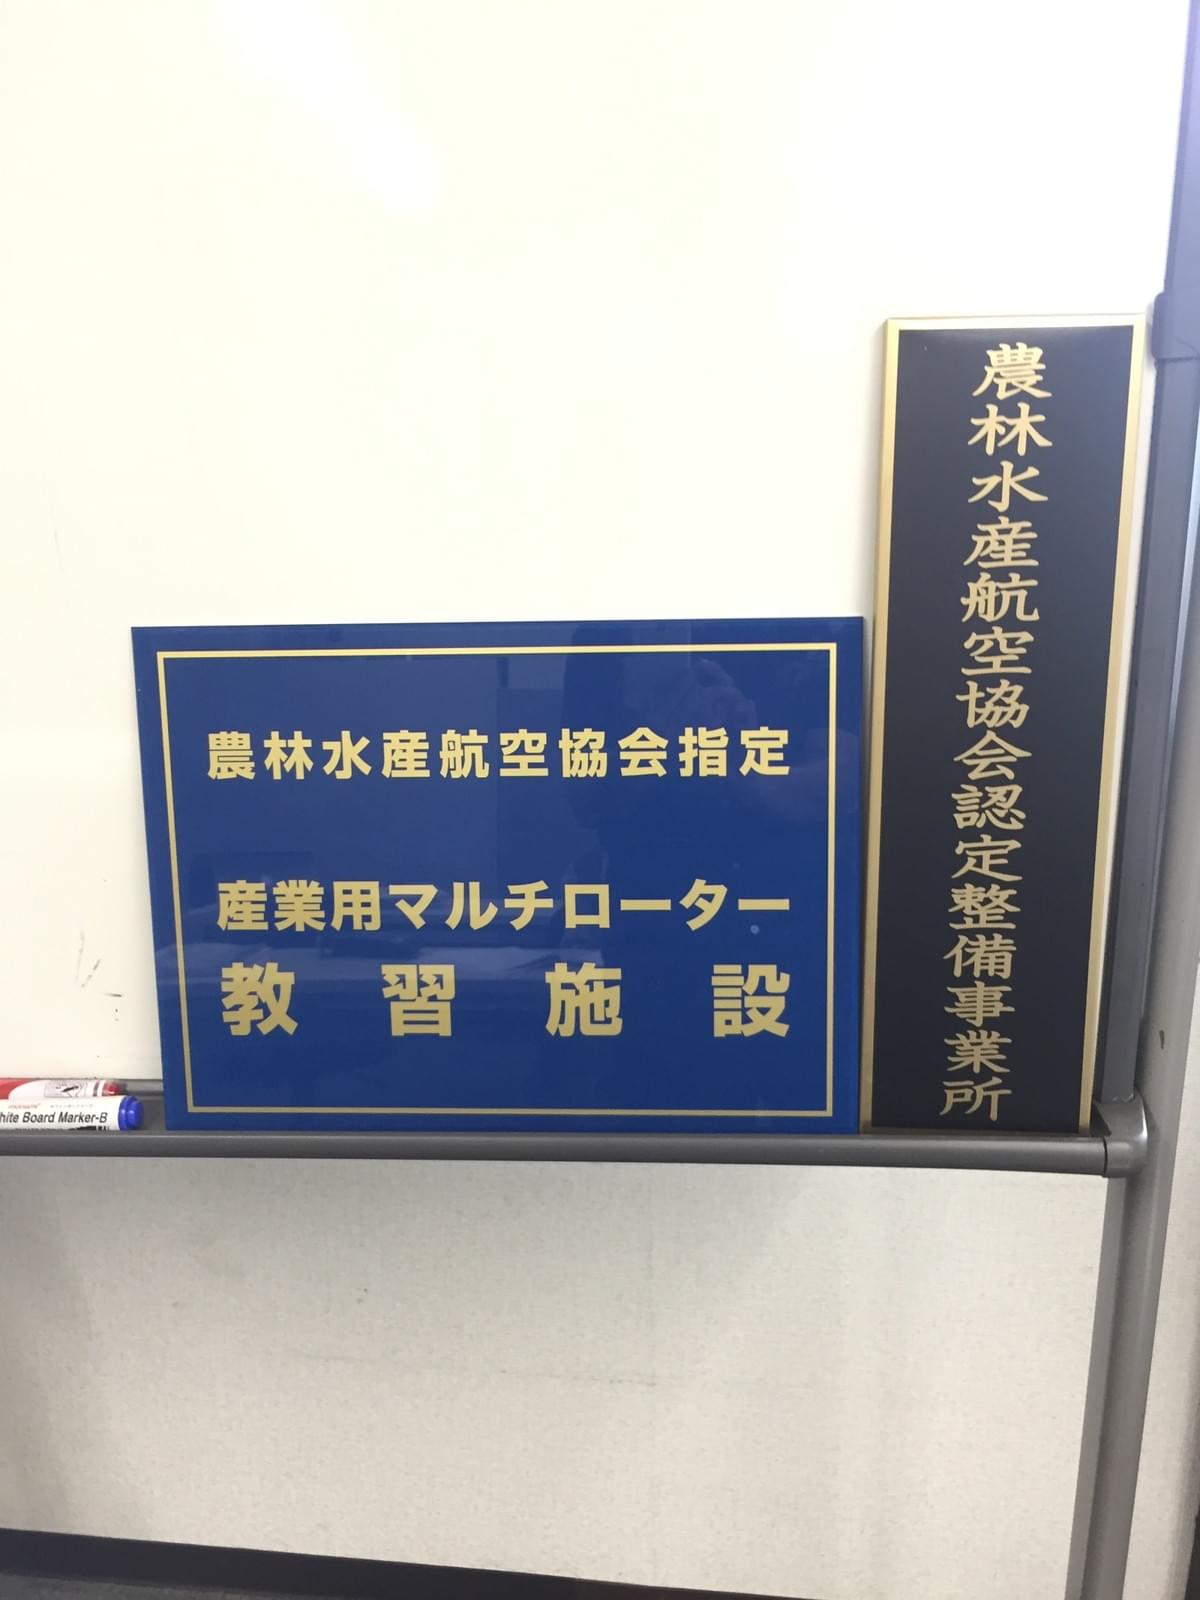 農林水産航空協会指定
産業用マルチローター
教習施設
農林水産航空協会認定整備事業所
hite Board Marker-B